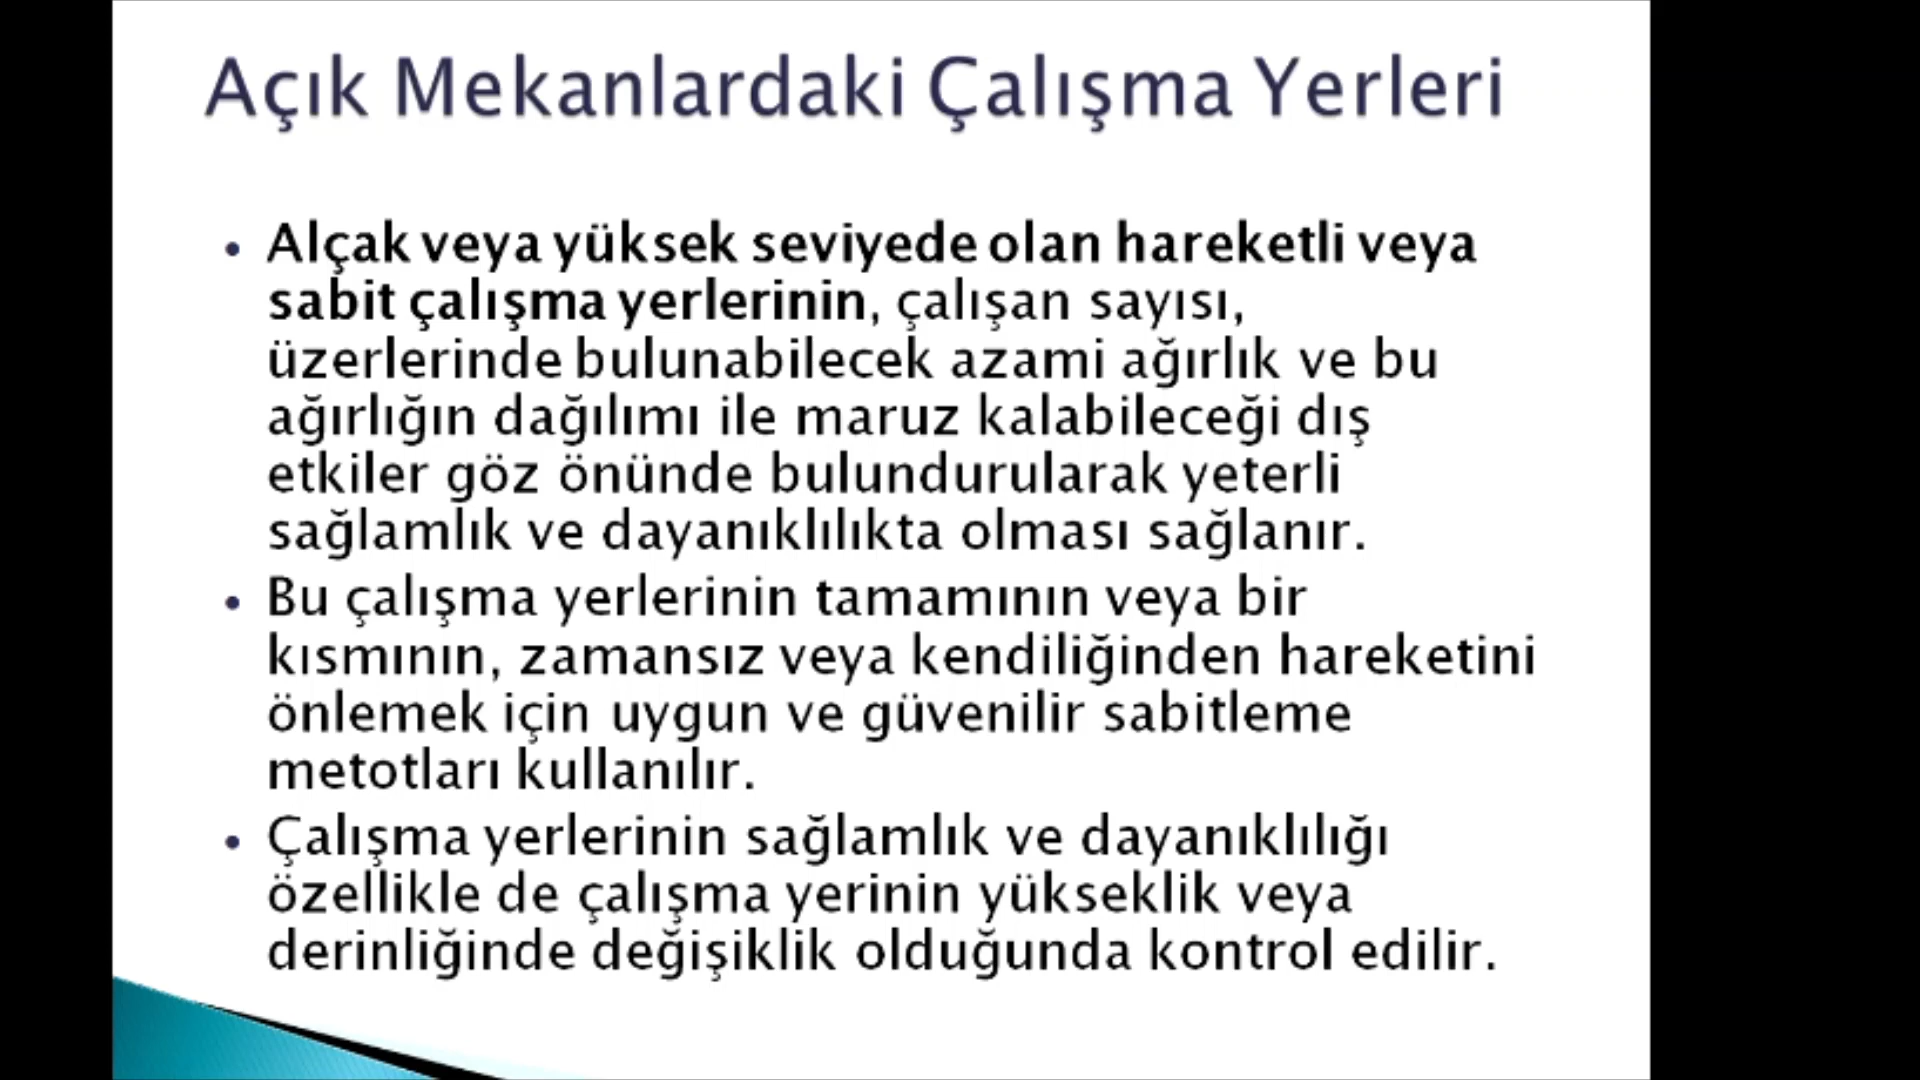 Açık Mekanlardaki Çalışma Yerleri
• Alçak veya yüksek seviyede olan hareketli veya
sabit çalışma yerlerinin, çalışan sayısı,
üzerlerinde bulunabilecek azami ağırlık ve bu
ağırlığın dağılımı ile maruz kalabileceği dış
etkiler göz önünde bulundurularak yeterli
sağlamlık ve dayanıklılıkta olması sağlanır.
• Bu çalışma yerlerinin tamamının veya bir
kısmının, zamansız veya kendiliğinden hareketini
önlemek için uygun ve güvenilir sabitleme
metotları kullanılır.
• Çalışma yerlerinin sağlamlık ve dayanıklılığı
özellikle de çalışma yerinin yükseklik veya
derinliğinde değişiklik olduğunda kontrol edilir.